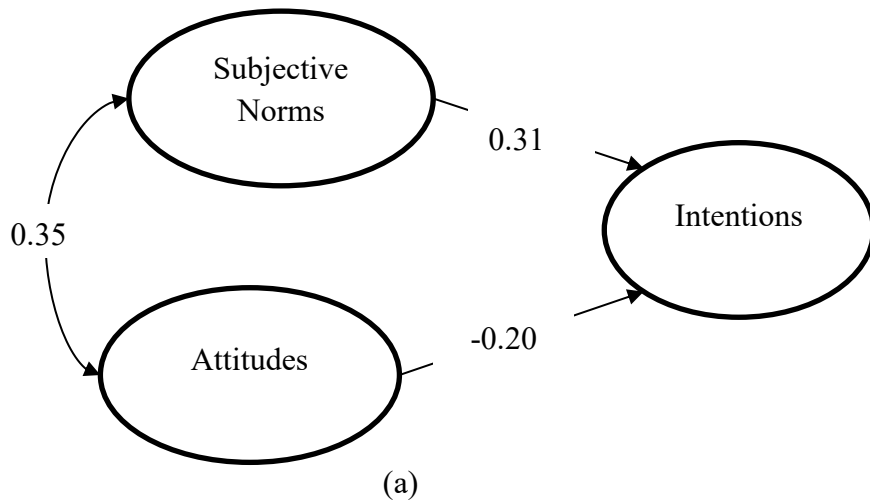 Subjective
Norms
0.31
Intentions
0.35
-0.20
Attitudes
(a)